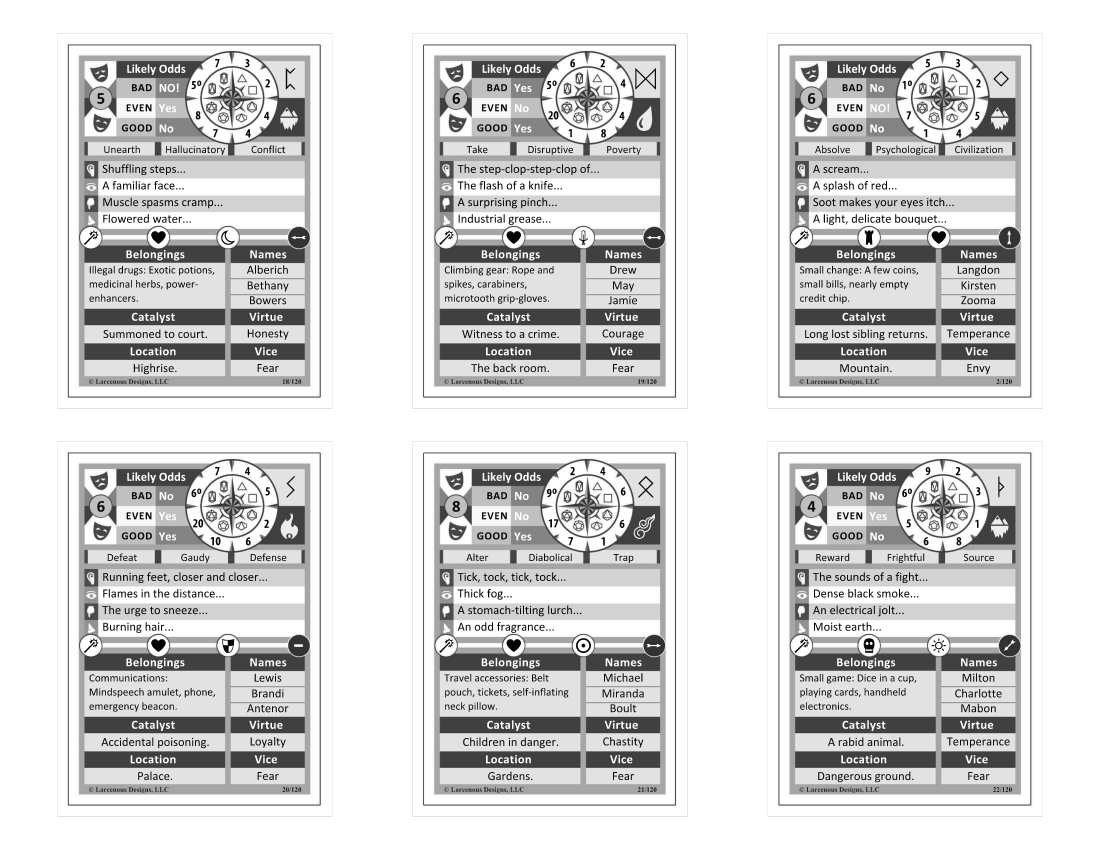 Likely Odds
BAD NO!
5 EVEN Yes
GOOD No
7 3 2 5 4 4 7 8 5º
Unearth Hallucinatory Conflict
Shuffling steps...
A familiar face...
Muscle spasms cramp...
Flowered water...
Belongings Names
Illegal drugs: Exotic potions, Alberich
medicinal herbs, power- Bethany
enhancers. Bowers
Catalyst Virtue
Summoned to court. Honesty
Location Vice
Highrise. Fear
© Larcenous Designs, LLC 18/120
Likely Odds
BAD Yes
6 EVEN No
GOOD Yes
6 2 4 2 4 8 1 20 5º
Take Disruptive Poverty
The step-clop-step-clop of...
The flash of a knife...
A surprising pinch...
Industrial grease...
Belongings Names
Climbing gear: Rope and Drew
spikes, carabiners, May
microtooth grip-gloves. Jamie
Catalyst Virtue
Witness to a crime. Courage
Location Vice
The back room. Fear
© Larcenous Designs, LLC 19/120
Likely Odds
BAD No
6 EVEN NO!
GOOD No
5 1 2 5 4 4 1 7 10º
Absolve Psychological Civilization
A scream...
A splash of red...
Soot makes your eyes itch...
A light, delicate bouquet...
Belongings Names
Small change: A few coins, Langdon
small bills, nearly empty Kirsten
credit chip. Zooma
Catalyst Virtue
Long lost sibling returns. Temperance
Location Vice
Mountain. Envy
© Larcenous Designs, LLC 2/120
Likely Odds
BAD No
6 EVEN Yes
GOOD Yes
7 4 5 2 6 10 20 6º
Defeat Gaudy Defense
Running feet, closer and closer...
Flames in the distance...
The urge to sneeze...
Burning hair...
Belongings Names
Communications: Lewis
Mindspeech amulet, phone, Brandi
emergency beacon. Antenor
Catalyst Virtue
Accidental poisoning. Loyalty
Location Vice
Palace. Fear
© Larcenous Designs, LLC 20/120
Likely Odds
BAD No
8 EVEN No
GOOD Yes
2 4 6 6 1 7 17 9º
Alter Diabolical Trap
Tick, tock, tick, tock...
Thick fog...
A stomach-tilting lurch...
An odd fragrance...
Belongings Names
Travel accessories: Belt Michael
pouch, tickets, self-inflating Miranda
neck pillow. Boult
Catalyst Virtue
Children in danger. Chastity
Location Vice
Gardens. Fear
© Larcenous Designs, LLC 21/120
Likely Odds
BAD No
4 EVEN Yes
GOOD No
9 2 3 1 8 6 5 6º
Reward Frightful Source
The sounds of a fight...
Dense black smoke...
An electrical jolt...
Moist earth...
Belongings Names
Small game: Dice in a cup, Milton
playing cards, handheld Charlotte
electronics. Mabon
Catalyst Virtue
A rabid animal. Temperance
Location Vice
Dangerous ground. Fear
© Larcenous Designs, LLC 22/120